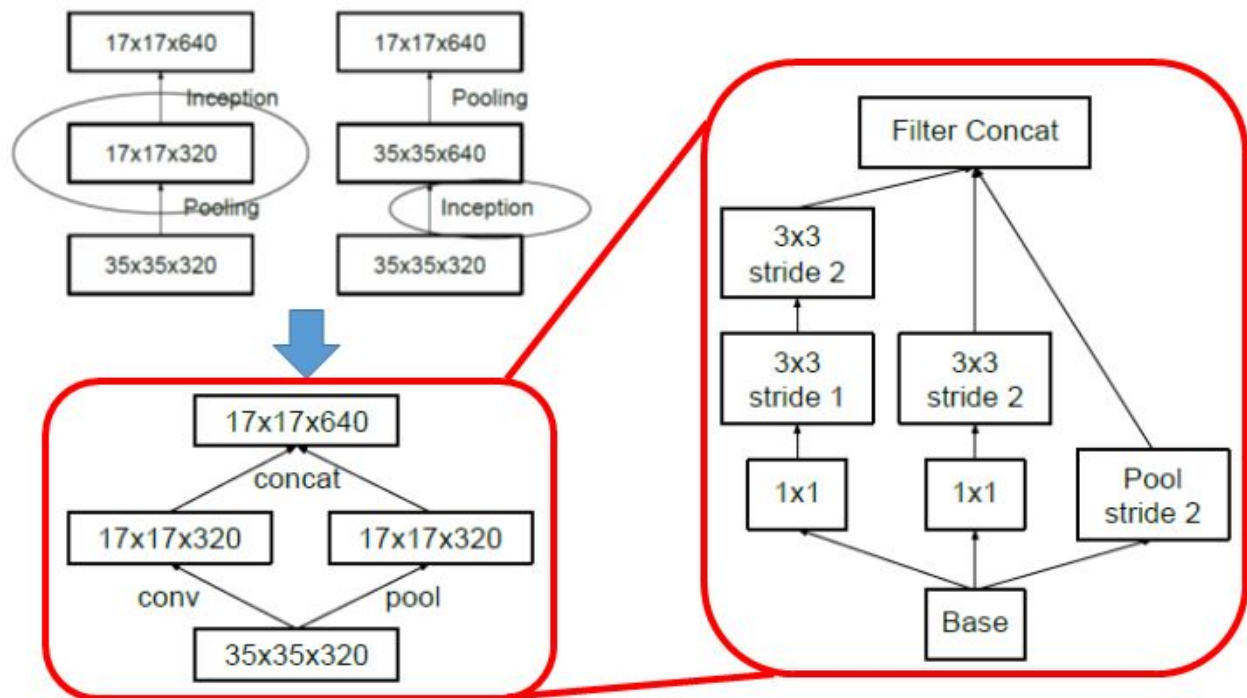 17x17x640
Inception
17x17x320
Pooling
35x35x320
17x17x640
Pooling
35x35x640
Inception
35x35x320
17x17x640
concat
17x17x320
17x17x320
conv
pool
35x35x320
Filter Concat
3x3
stride 2
3x3
stride 1
3x3
stride 2
1x1
1x1
Pool
stride 2
Base